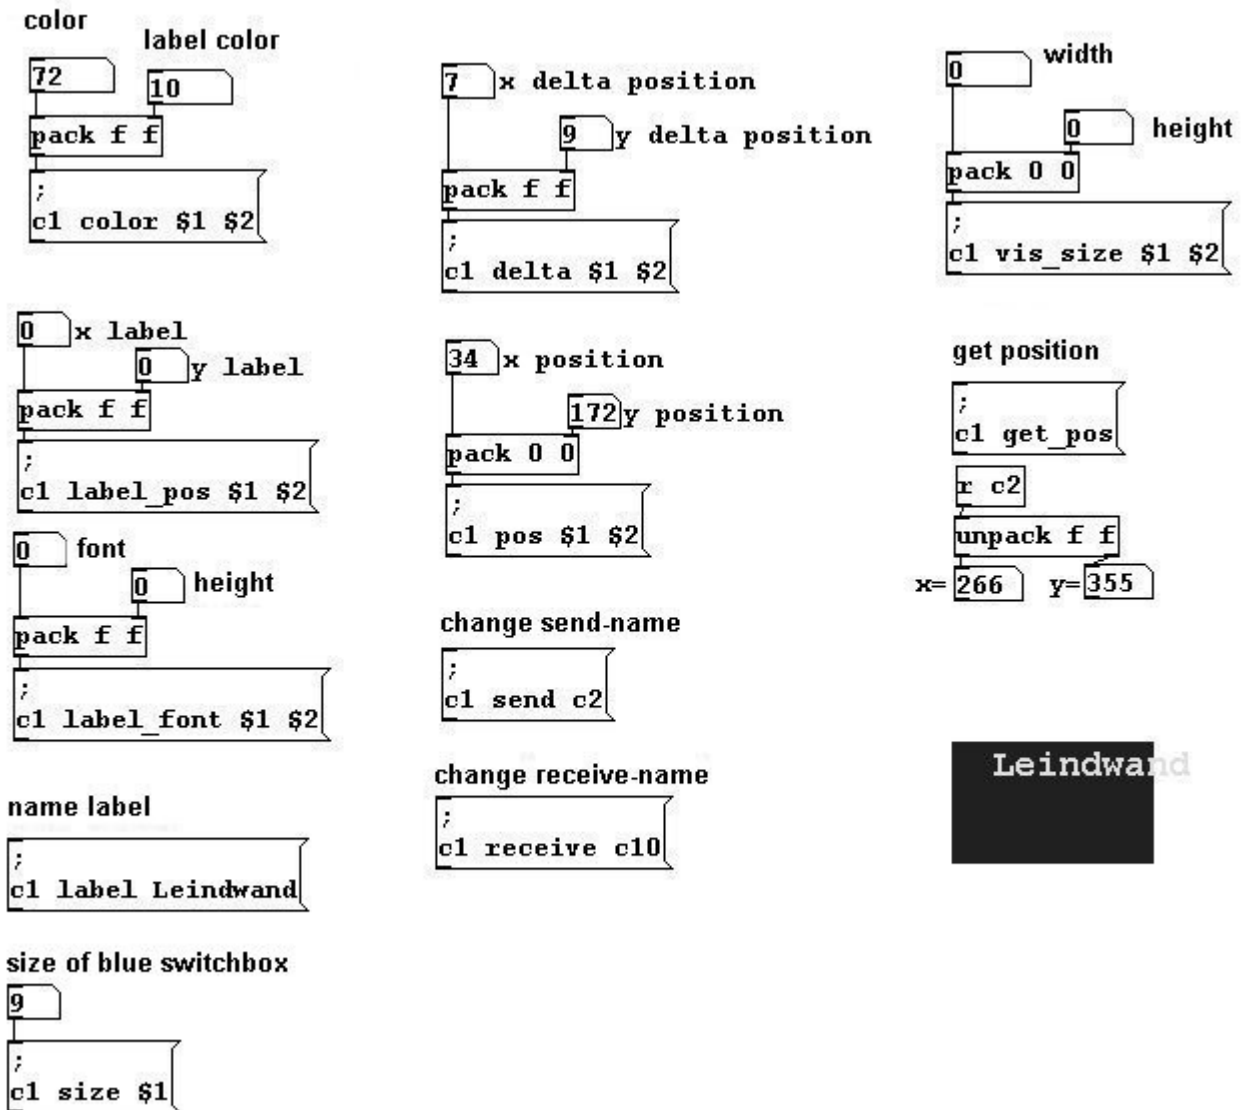 color
label color
72
10
pack f f
;
c1 color $1 $2
0 x label
0 y label
pack f f
;
c1 label_pos $1 $2
0 font
0 height
pack f f
;
c1 label_font $1 $2
name label
;
c1 label Leindwand
size of blue switchbox
9
;
c1 size $1
7 x delta position
9 y delta position
pack f f
;
c1 delta $1 $2
34 x position
172 y position
pack 0 0
;
c1 pos $1 $2
change send-name
;
c1 send c2
change receive-name
;
c1 receive c10
0 width
0 height
pack 0 0
;
c1 vis_size $1 $2
get position
;
c1 get_pos
r c2
unpack f f
x= 266 y= 355
Leindwand